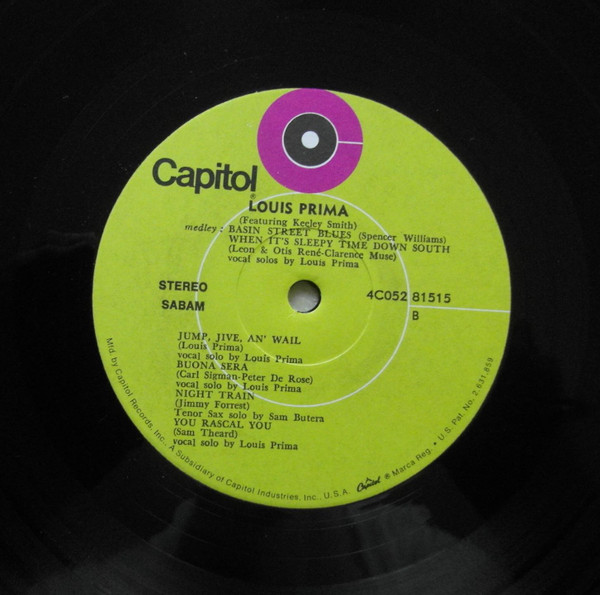 Capitol®
LOUIS PRIMA
(Featuring Keeley Smith)
medley : BASIN STREET BLUES (Spencer Williams)
WHEN IT'S SLEEPY TIME DOWN SOUTH
(Leon & Otis René-Clarence Muse)
vocal solos by Louis Prima
STEREO
SABAM
4C052 81515
B
JUMP, JIVE, AN' WAIL
(Louis Prima)
vocal solo by Louis Prima
BUONA SERA
(Carl Sigman-Peter De Rose)
vocal solo by Louis Prima
NIGHT TRAIN
(Jimmy Forrest)
Tenor Sax solo by Sam Butera
YOU RASCAL YOU
(Sam Theard)
vocal solo by Louis Prima
Mfd. by Capitol Records, Inc., A Subsidiary of Capitol Industries, Inc., U.S.A. Capitol ® Marca Reg. • U.S. Pat. No. 2,631,859